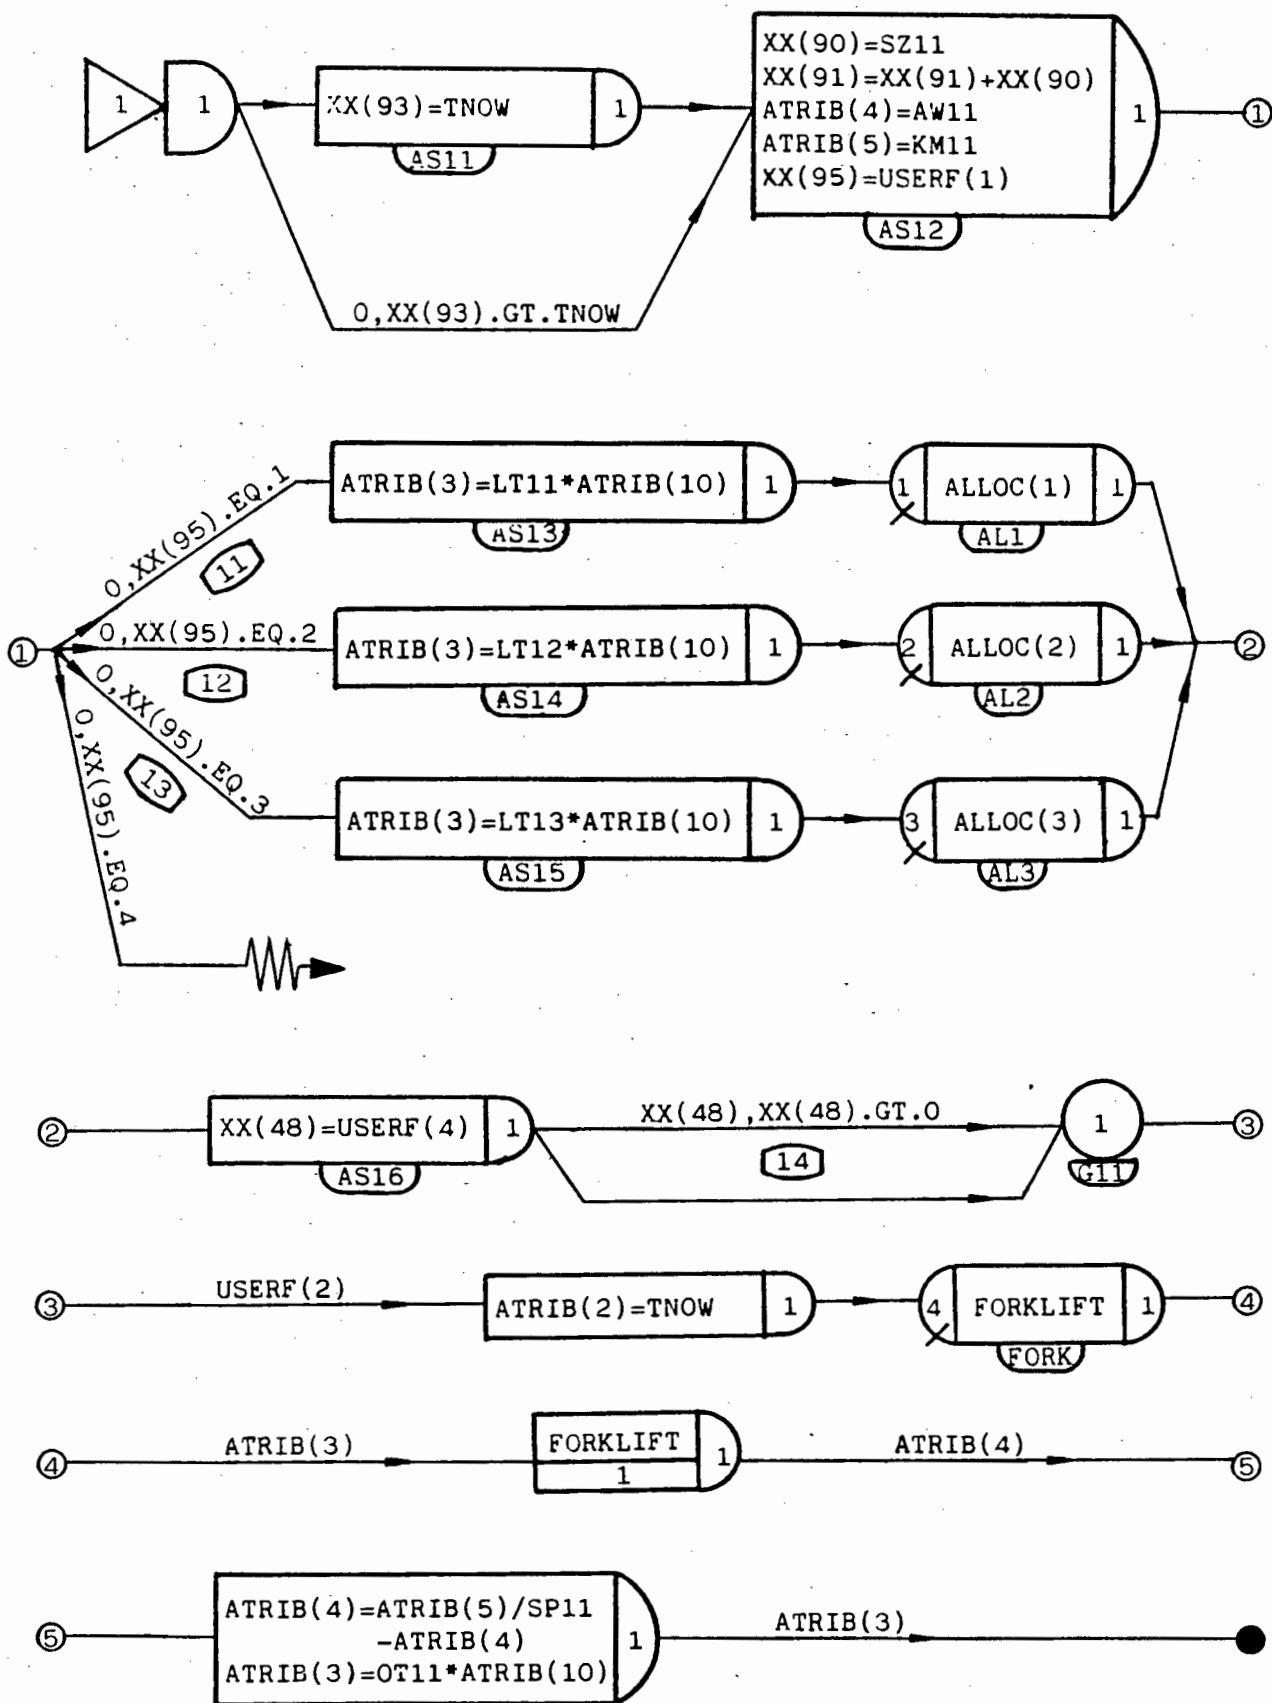 1
1
XX(93)=TNOW
1
AS11
XX(90)=SZ11
XX(91)=XX(91)+XX(90)
ATRIB(4)=AW11
ATRIB(5)=KM11
XX(95)=USERF(1)
1
AS12
1
0,XX(93).GT.TNOW
1
0,XX(95).EQ.1
11
ATRIB(3)=LT11*ATRIB(10)
1
AS13
1
ALLOC(1)
1
AL1
0,XX(95).EQ.2
12
ATRIB(3)=LT12*ATRIB(10)
1
AS14
2
ALLOC(2)
1
AL2
2
0,XX(95).EQ.3
13
ATRIB(3)=LT13*ATRIB(10)
1
AS15
3
ALLOC(3)
1
AL3
0,XX(95).EQ.4
2
XX(48)=USERF(4)
1
AS16
XX(48),XX(48).GT.0
14
1
G11
3
3
USERF(2)
ATRIB(2)=TNOW
1
4
FORKLIFT
1
FORK
4
4
ATRIB(3)
FORKLIFT
1
1
ATRIB(4)
5
5
ATRIB(4)=ATRIB(5)/SP11
-ATRIB(4)
ATRIB(3)=OT11*ATRIB(10)
1
ATRIB(3)